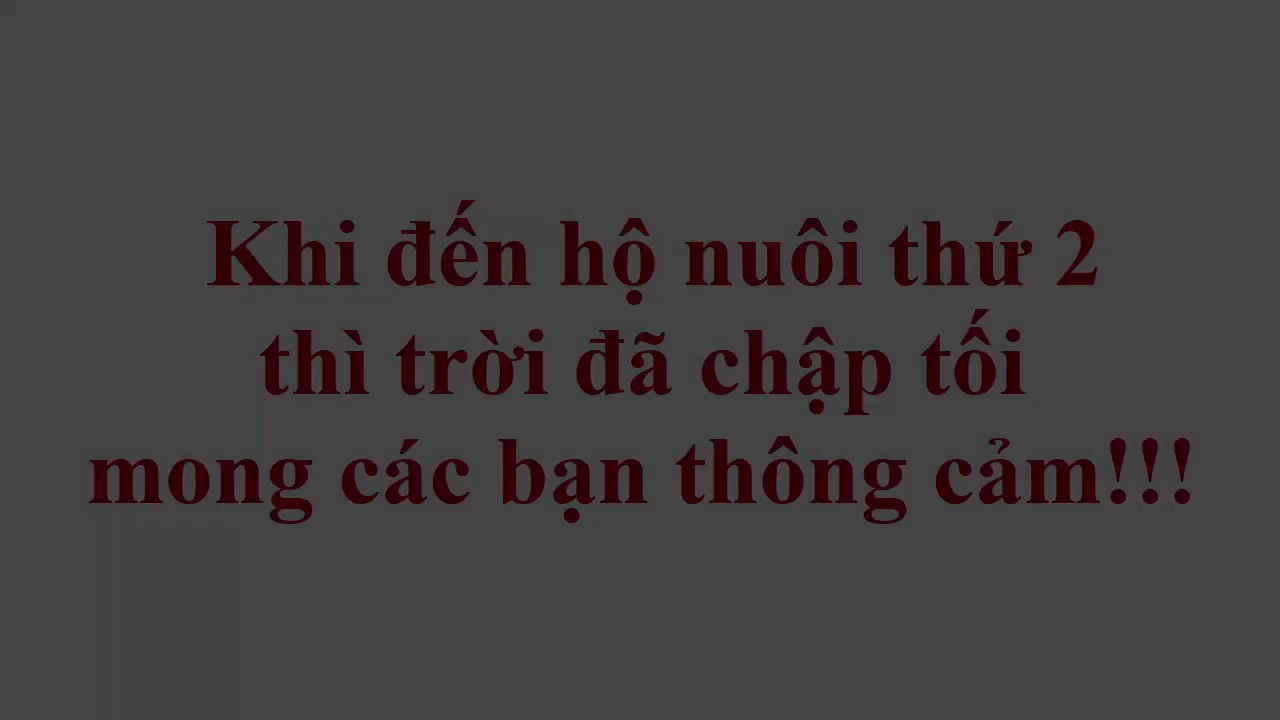 Khi đến hộ nuôi thứ 2
thì trời đã chập tối
mong các bạn thông cảm!!!